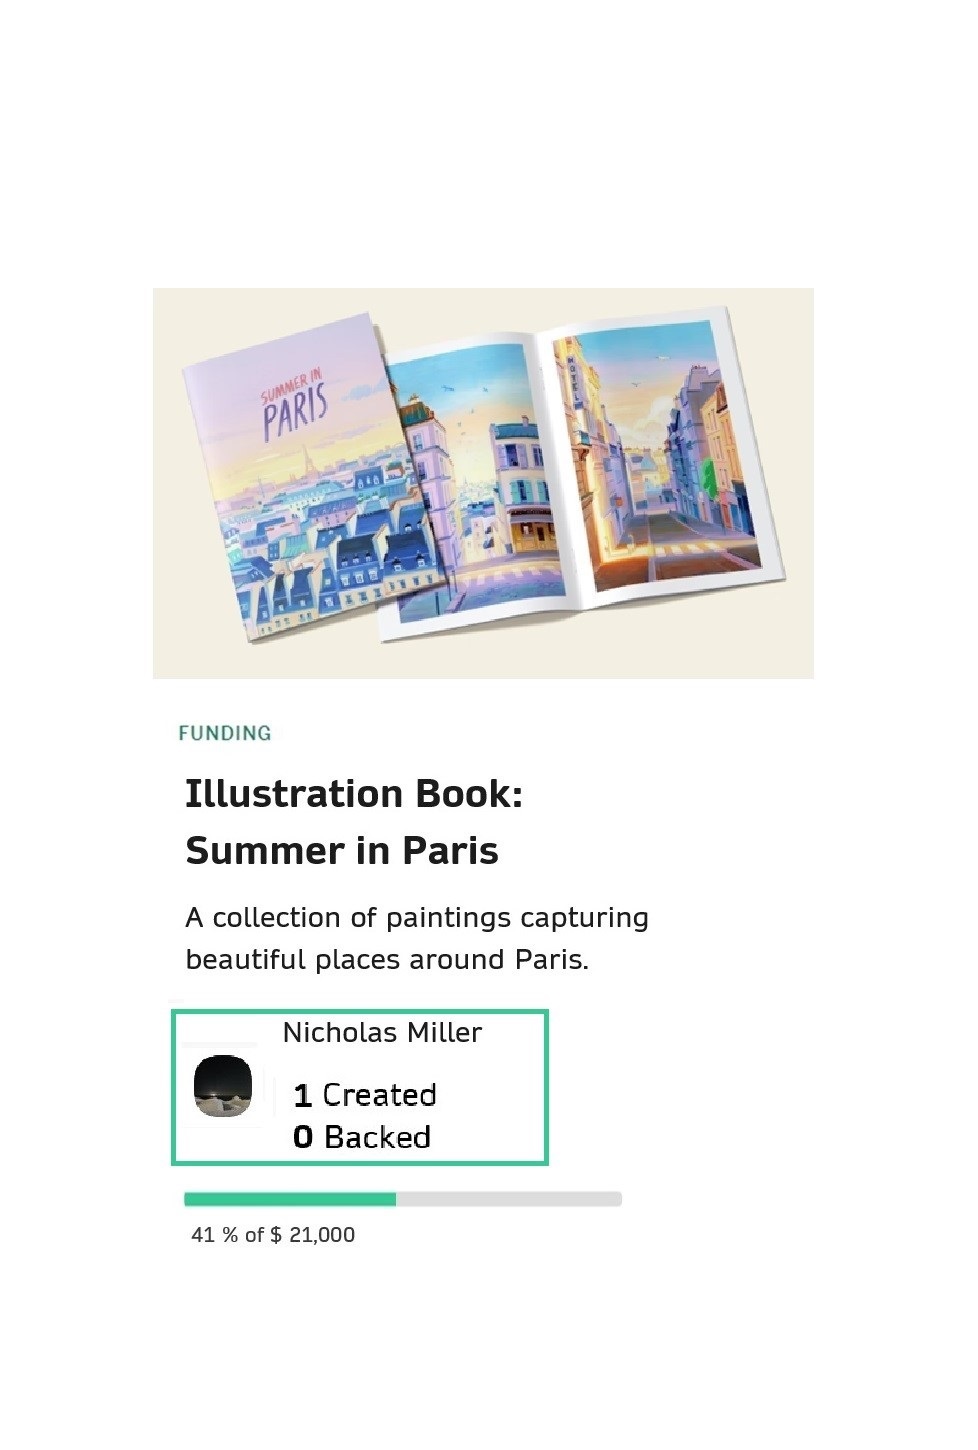 SUMMER IN
PARIS
HOTEL
FUNDING
Illustration Book:
Summer in Paris
A collection of paintings capturing
beautiful places around Paris.
Nicholas Miller
1 Created
0 Backed
41 % of $ 21,000